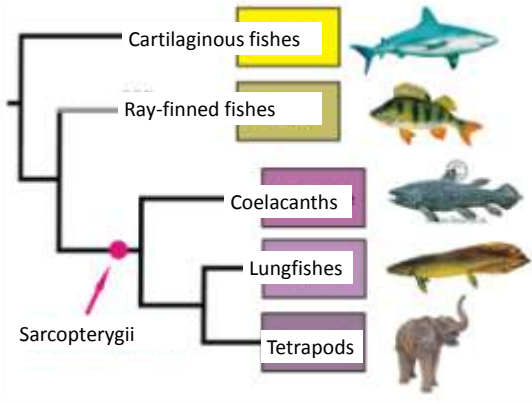 Cartilaginous fishes
Ray-finned fishes
Coelacanths
Lungfishes
Sarcopterygii
Tetrapods